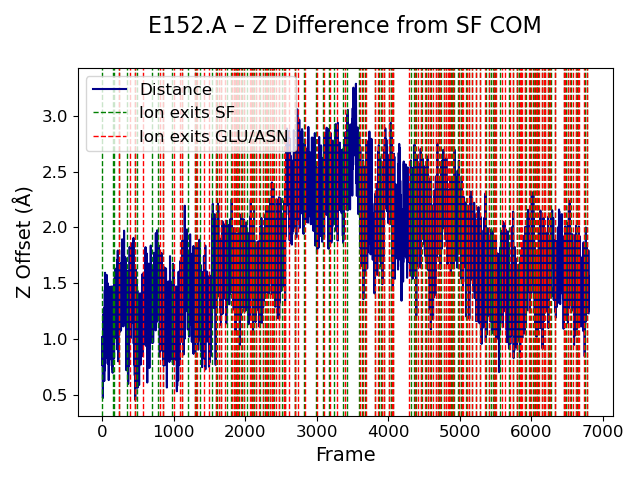 E152.A – Z Difference from SF COM
Distance
Ion exits SF
Ion exits GLU/ASN
Z Offset (Å)
3.0
2.5
2.0
1.5
1.0
0.5
0 1000 2000 3000 4000 5000 6000 7000
Frame